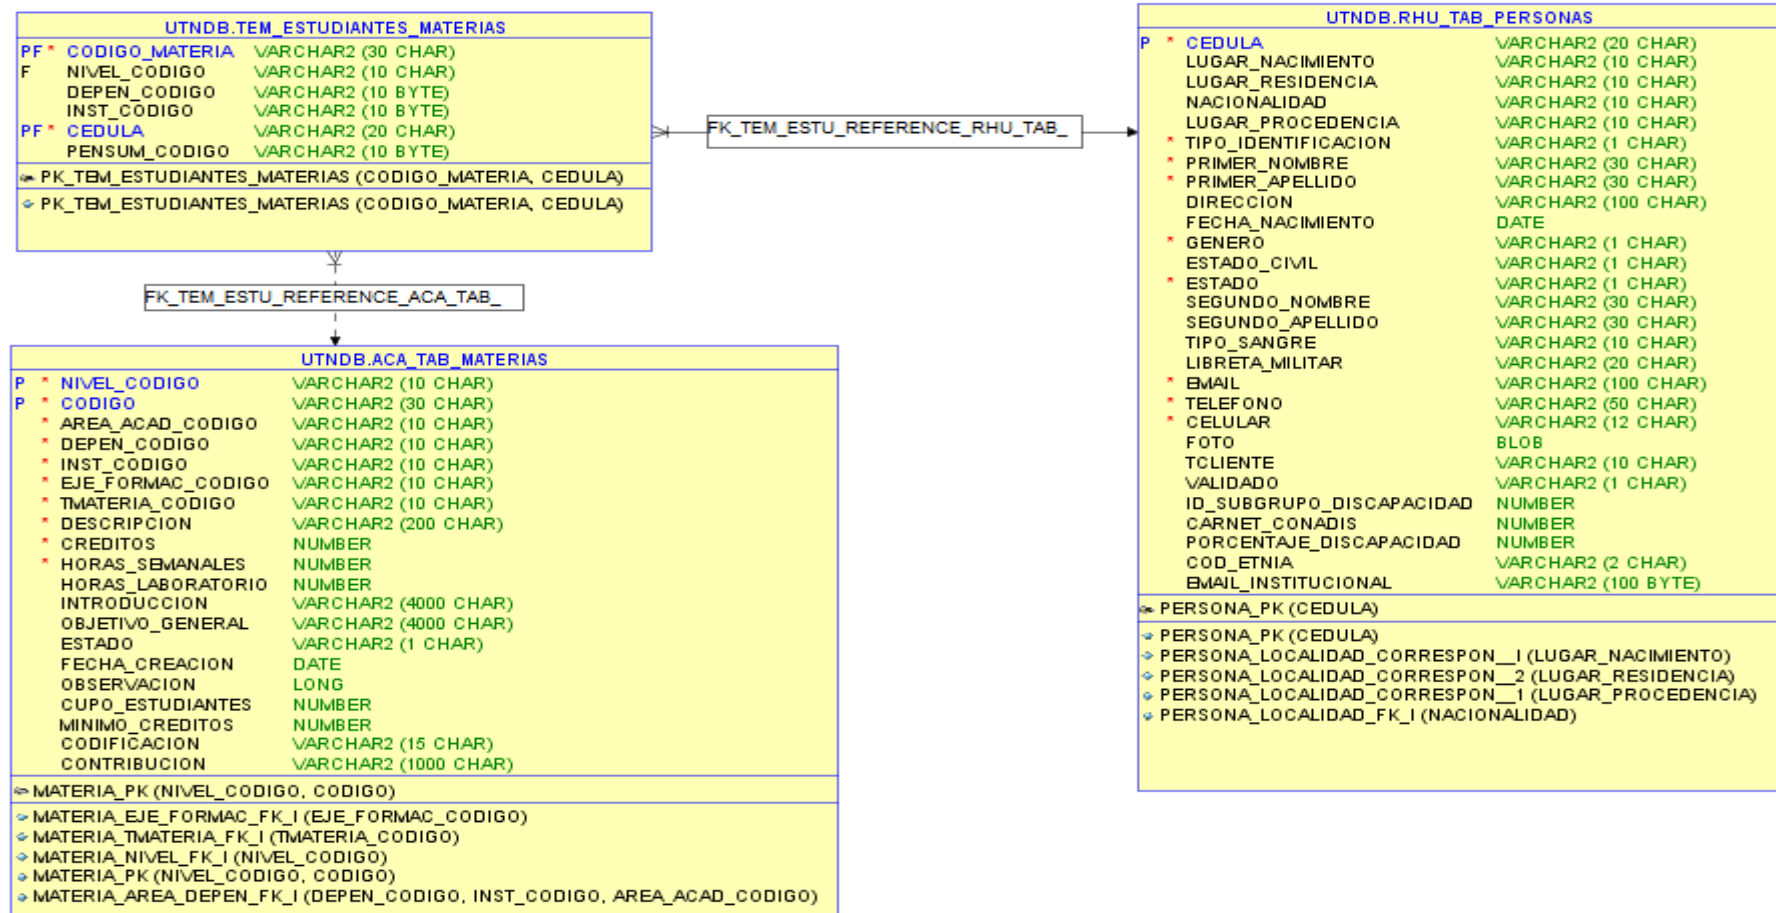 UTNDB.TEM_ESTUDIANTES_MATERIAS
PF * CODIGO_MATERIA VARCHAR2 (30 CHAR)
F NIVEL_CODIGO VARCHAR2 (10 CHAR)
DEPEN_CODIGO VARCHAR2 (10 BYTE)
INST_CODIGO VARCHAR2 (10 BYTE)
PF * CEDULA VARCHAR2 (20 CHAR)
PENSUM_CODIGO VARCHAR2 (10 BYTE)
PK_TEM_ESTUDIANTES_MATERIAS (CODIGO_MATERIA, CEDULA)
PK_TEM_ESTUDIANTES_MATERIAS (CODIGO_MATERIA, CEDULA)
FK_TEM_ESTU_REFERENCE_RHU_TAB_
FK_TEM_ESTU_REFERENCE_ACA_TAB_
UTNDB.ACA_TAB_MATERIAS
P * NIVEL_CODIGO VARCHAR2 (10 CHAR)
P * CODIGO VARCHAR2 (30 CHAR)
* AREA_ACAD_CODIGO VARCHAR2 (10 CHAR)
* DEPEN_CODIGO VARCHAR2 (10 CHAR)
* INST_CODIGO VARCHAR2 (10 CHAR)
* EJE_FORMAC_CODIGO VARCHAR2 (10 CHAR)
* TMATERIA_CODIGO VARCHAR2 (10 CHAR)
* DESCRIPCION VARCHAR2 (200 CHAR)
* CREDITOS NUMBER
* HORAS_SEMANALES NUMBER
HORAS_LABORATORIO NUMBER
INTRODUCCION VARCHAR2 (4000 CHAR)
OBJETIVO_GENERAL VARCHAR2 (4000 CHAR)
ESTADO VARCHAR2 (1 CHAR)
FECHA_CREACION DATE
OBSERVACION LONG
CUPO_ESTUDIANTES NUMBER
MINIMO_CREDITOS NUMBER
CODIFICACION VARCHAR2 (15 CHAR)
CONTRIBUCION VARCHAR2 (1000 CHAR)
MATERIA_PK (NIVEL_CODIGO, CODIGO)
MATERIA_EJE_FORMAC_FK_I (EJE_FORMAC_CODIGO)
MATERIA_TMATERIA_FK_I (TMATERIA_CODIGO)
MATERIA_NIVEL_FK_I (NIVEL_CODIGO)
MATERIA_PK (NIVEL_CODIGO, CODIGO)
MATERIA_AREA_DEPEN_FK_I (DEPEN_CODIGO, INST_CODIGO, AREA_ACAD_CODIGO)
UTNDB.RHU_TAB_PERSONAS
P * CEDULA VARCHAR2 (20 CHAR)
LUGAR_NACIMIENTO VARCHAR2 (10 CHAR)
LUGAR_RESIDENCIA VARCHAR2 (10 CHAR)
NACIONALIDAD VARCHAR2 (10 CHAR)
LUGAR_PROCEDENCIA VARCHAR2 (10 CHAR)
* TIPO_IDENTIFICACION VARCHAR2 (1 CHAR)
* PRIMER_NOMBRE VARCHAR2 (30 CHAR)
* PRIMER_APELLIDO VARCHAR2 (30 CHAR)
DIRECCION VARCHAR2 (100 CHAR)
FECHA_NACIMIENTO DATE
* GENERO VARCHAR2 (1 CHAR)
ESTADO_CIVIL VARCHAR2 (1 CHAR)
* ESTADO VARCHAR2 (1 CHAR)
SEGUNDO_NOMBRE VARCHAR2 (30 CHAR)
SEGUNDO_APELLIDO VARCHAR2 (30 CHAR)
TIPO_SANGRE VARCHAR2 (10 CHAR)
LIBRETA_MILITAR VARCHAR2 (20 CHAR)
* EMAIL VARCHAR2 (100 CHAR)
* TELEFONO VARCHAR2 (50 CHAR)
* CELULAR VARCHAR2 (12 CHAR)
FOTO BLOB
TCLIENTE VARCHAR2 (10 CHAR)
VALIDADO VARCHAR2 (1 CHAR)
ID_SUBGRUPO_DISCAPACIDAD NUMBER
CARNET_CONADIS NUMBER
PORCENTAJE_DISCAPACIDAD NUMBER
COD_ETNIA VARCHAR2 (2 CHAR)
EMAIL_INSTITUCIONAL VARCHAR2 (100 BYTE)
PERSONA_PK (CEDULA)
PERSONA_PK (CEDULA)
PERSONA_LOCALIDAD_CORRESPON__I (LUGAR_NACIMIENTO)
PERSONA_LOCALIDAD_CORRESPON__2 (LUGAR_RESIDENCIA)
PERSONA_LOCALIDAD_CORRESPON__1 (LUGAR_PROCEDENCIA)
PERSONA_LOCALIDAD_FK_I (NACIONALIDAD)